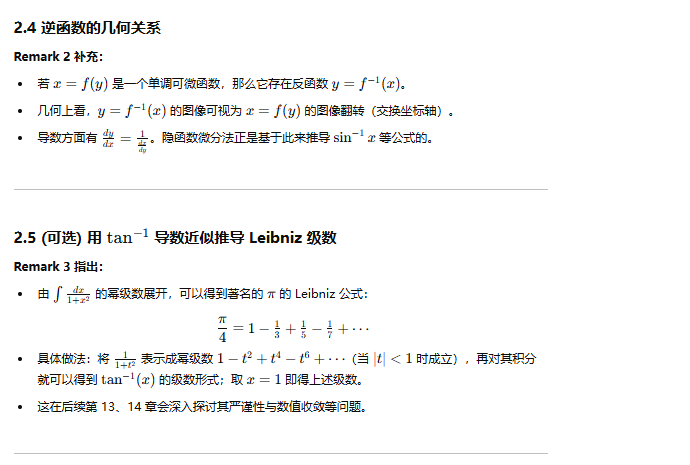 2.4 逆函数的几何关系
Remark 2 补充：
• 若 x = f(y) 是一个单调可微函数，那么它存在反函数 y = f⁻¹(x)。
• 几何上看，y = f⁻¹(x) 的图像可视为 x = f(y) 的图像翻转（交换坐标轴）。
• 导数方面有 \frac{dy}{dx} = \frac{1}{\frac{dx}{dy}}。隐函数微分法正是基于此来推导 sin⁻¹ x 等公式的。
2.5 (可选) 用 tan⁻¹ 导数近似推导 Leibniz 级数
Remark 3 指出：
• 由 ∫ \frac{dx}{1+x²} 的幂级数展开，可以得到著名的 π 的 Leibniz 公式：
\frac{π}{4} = 1 − \frac{1}{3} + \frac{1}{5} − \frac{1}{7} + ⋯
• 具体做法：将 \frac{1}{1+t²} 表示成幂级数 1 − t² + t⁴ − t⁶ + ⋯（当 |t| < 1 时成立），再对其积分
就可以得到 tan⁻¹(x) 的级数形式；取 x = 1 即得上述级数。
• 这在后续第 13、14 章会深入探讨其严谨性与数值收敛等问题。